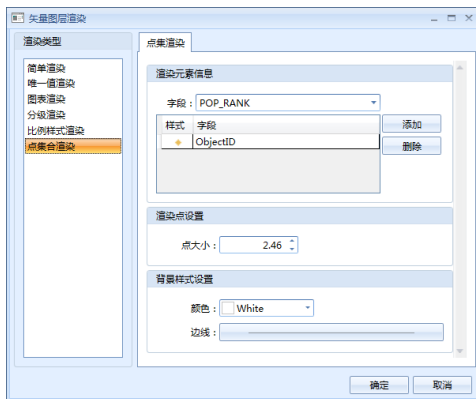 矢量图层渲染
渲染类型
简单渲染
唯一值渲染
图表渲染
分级渲染
比例样式渲染
点集合渲染
点集渲染
渲染元素信息
字段： POP_RANK
样式 字段
ObjectID
添加
删除
渲染点设置
点大小： 2.46
背景样式设置
颜色： White
边线：
确定 取消